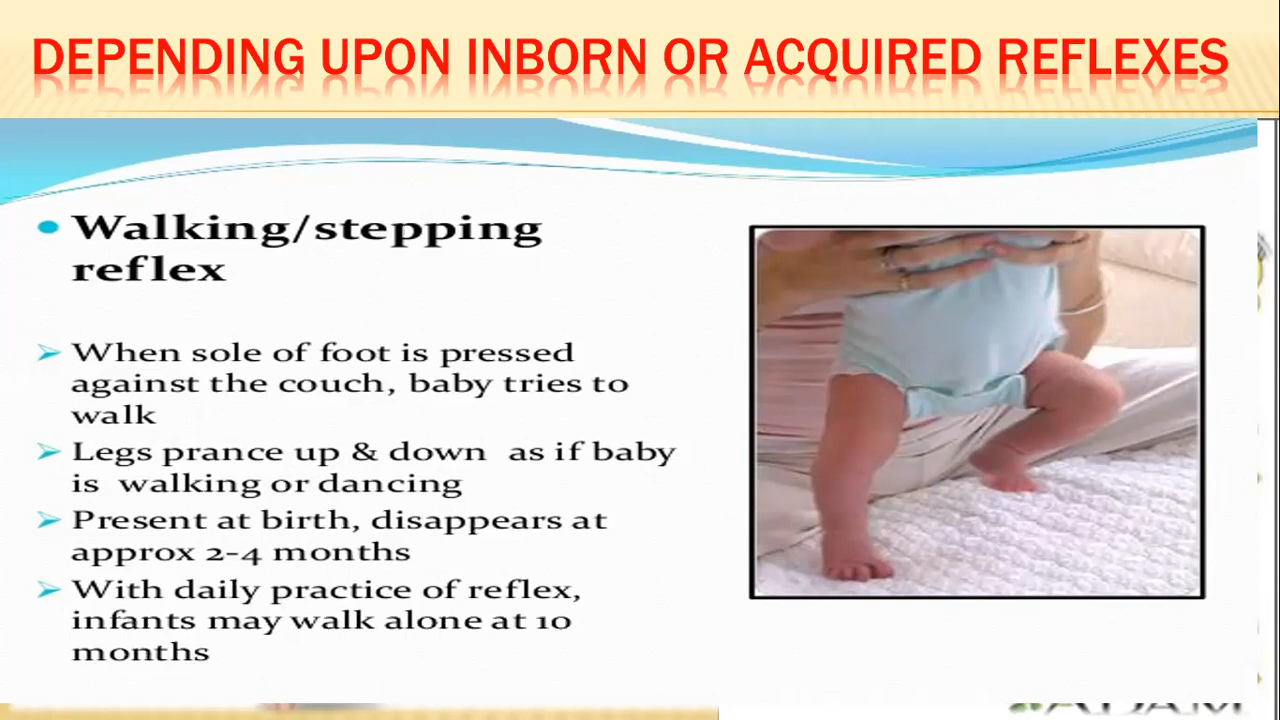 DEPENDING UPON INBORN OR ACQUIRED REFLEXES
Walking/stepping
reflex
When sole of foot is pressed
against the couch, baby tries to
walk
Legs prance up & down as if baby
is walking or dancing
Present at birth, disappears at
approx 2-4 months
With daily practice of reflex,
infants may walk alone at 10
months